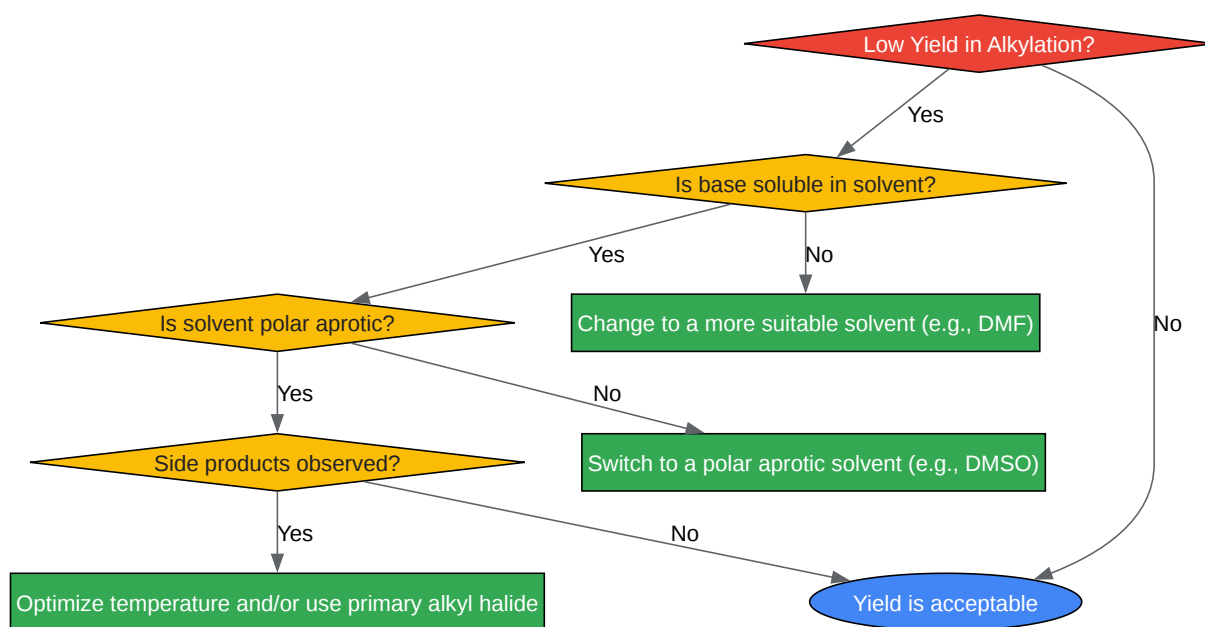 Low Yield in Alkylation?
Yes
Is base soluble in solvent?
Yes
No
Is solvent polar aprotic?
Change to a more suitable solvent (e.g., DMF)
No
Yes
No
Side products observed?
Switch to a polar aprotic solvent (e.g., DMSO)
Yes
No
Optimize temperature and/or use primary alkyl halide
Yield is acceptable